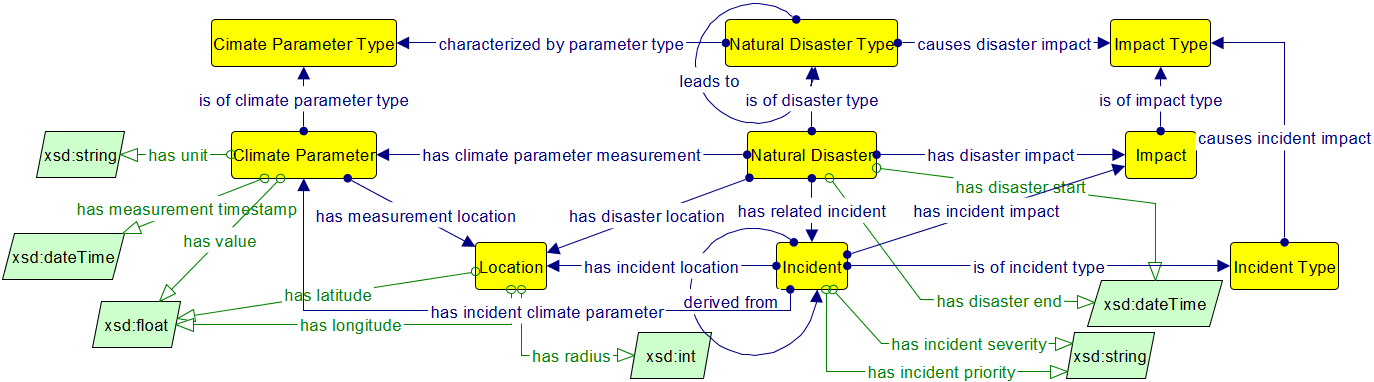 Cimate Parameter Type
characterized by parameter type
Natural Disaster Type
causes disaster impact
Impact Type
leads to
is of climate parameter type
is of disaster type
is of impact type
causes incident impact
xsd:string
has unit
Climate Parameter
has climate parameter measurement
Natural Disaster
has disaster impact
Impact
has disaster start
has measurement timestamp
has measurement location
has disaster location
has related incident
has incident impact
has value
xsd:dateTime
Location
has incident location
Incident
is of incident type
Incident Type
has latitude
derived from
has disaster end
xsd:dateTime
has incident climate parameter
xsd:float
has longitude
has incident severity
has radius
xsd:int
xsd:string
has incident priority